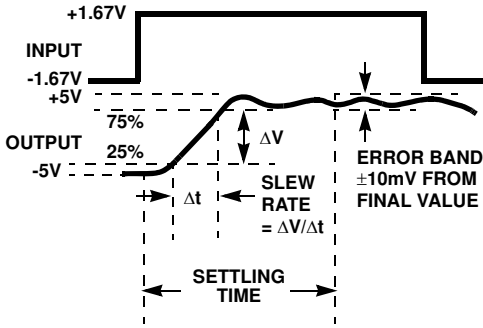 +1.67V
INPUT
-1.67V
+5V
75%
OUTPUT
25%
-5V
ΔV
Δt
SLEW
RATE
= ΔV/Δt
ERROR BAND
±10mV FROM
FINAL VALUE
SETTLING
TIME